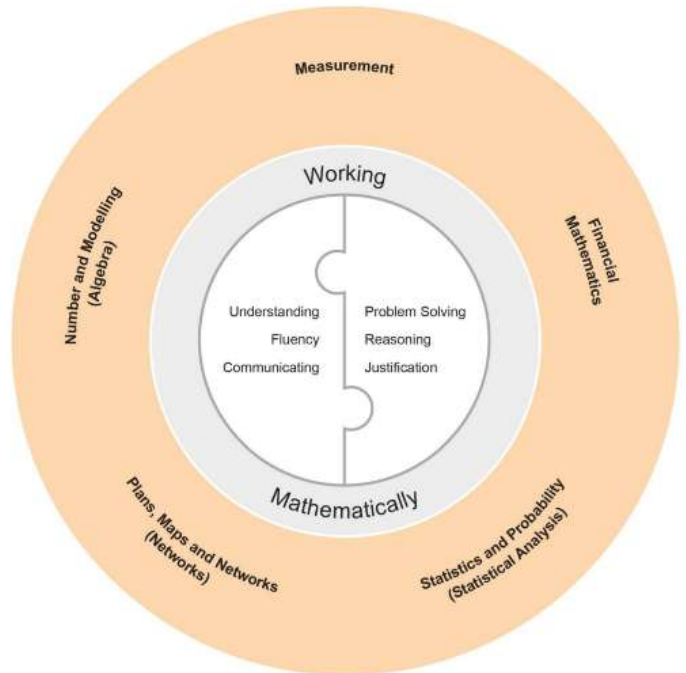 Measurement
Working
Number and Modelling
(Algebra)
Financial
Mathematics
Understanding
Fluency
Communicating
Problem Solving
Reasoning
Justification
Mathematically
Plans, Maps and Networks
(Networks)
Statistics and Probability
(Statistical Analysis)